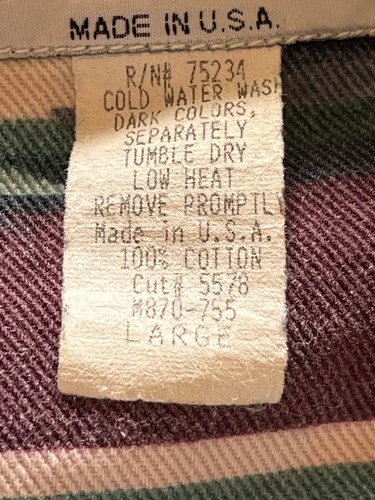 MADE IN U.S.A.
R/N# 75234
COLD WATER WASH
DARK COLORS,
SEPARATELY
TUMBLE DRY
LOW HEAT
REMOVE PROMPTLY
Made in U.S.A.
100% COTTON
Cut# 5578
M870-755
LARGE